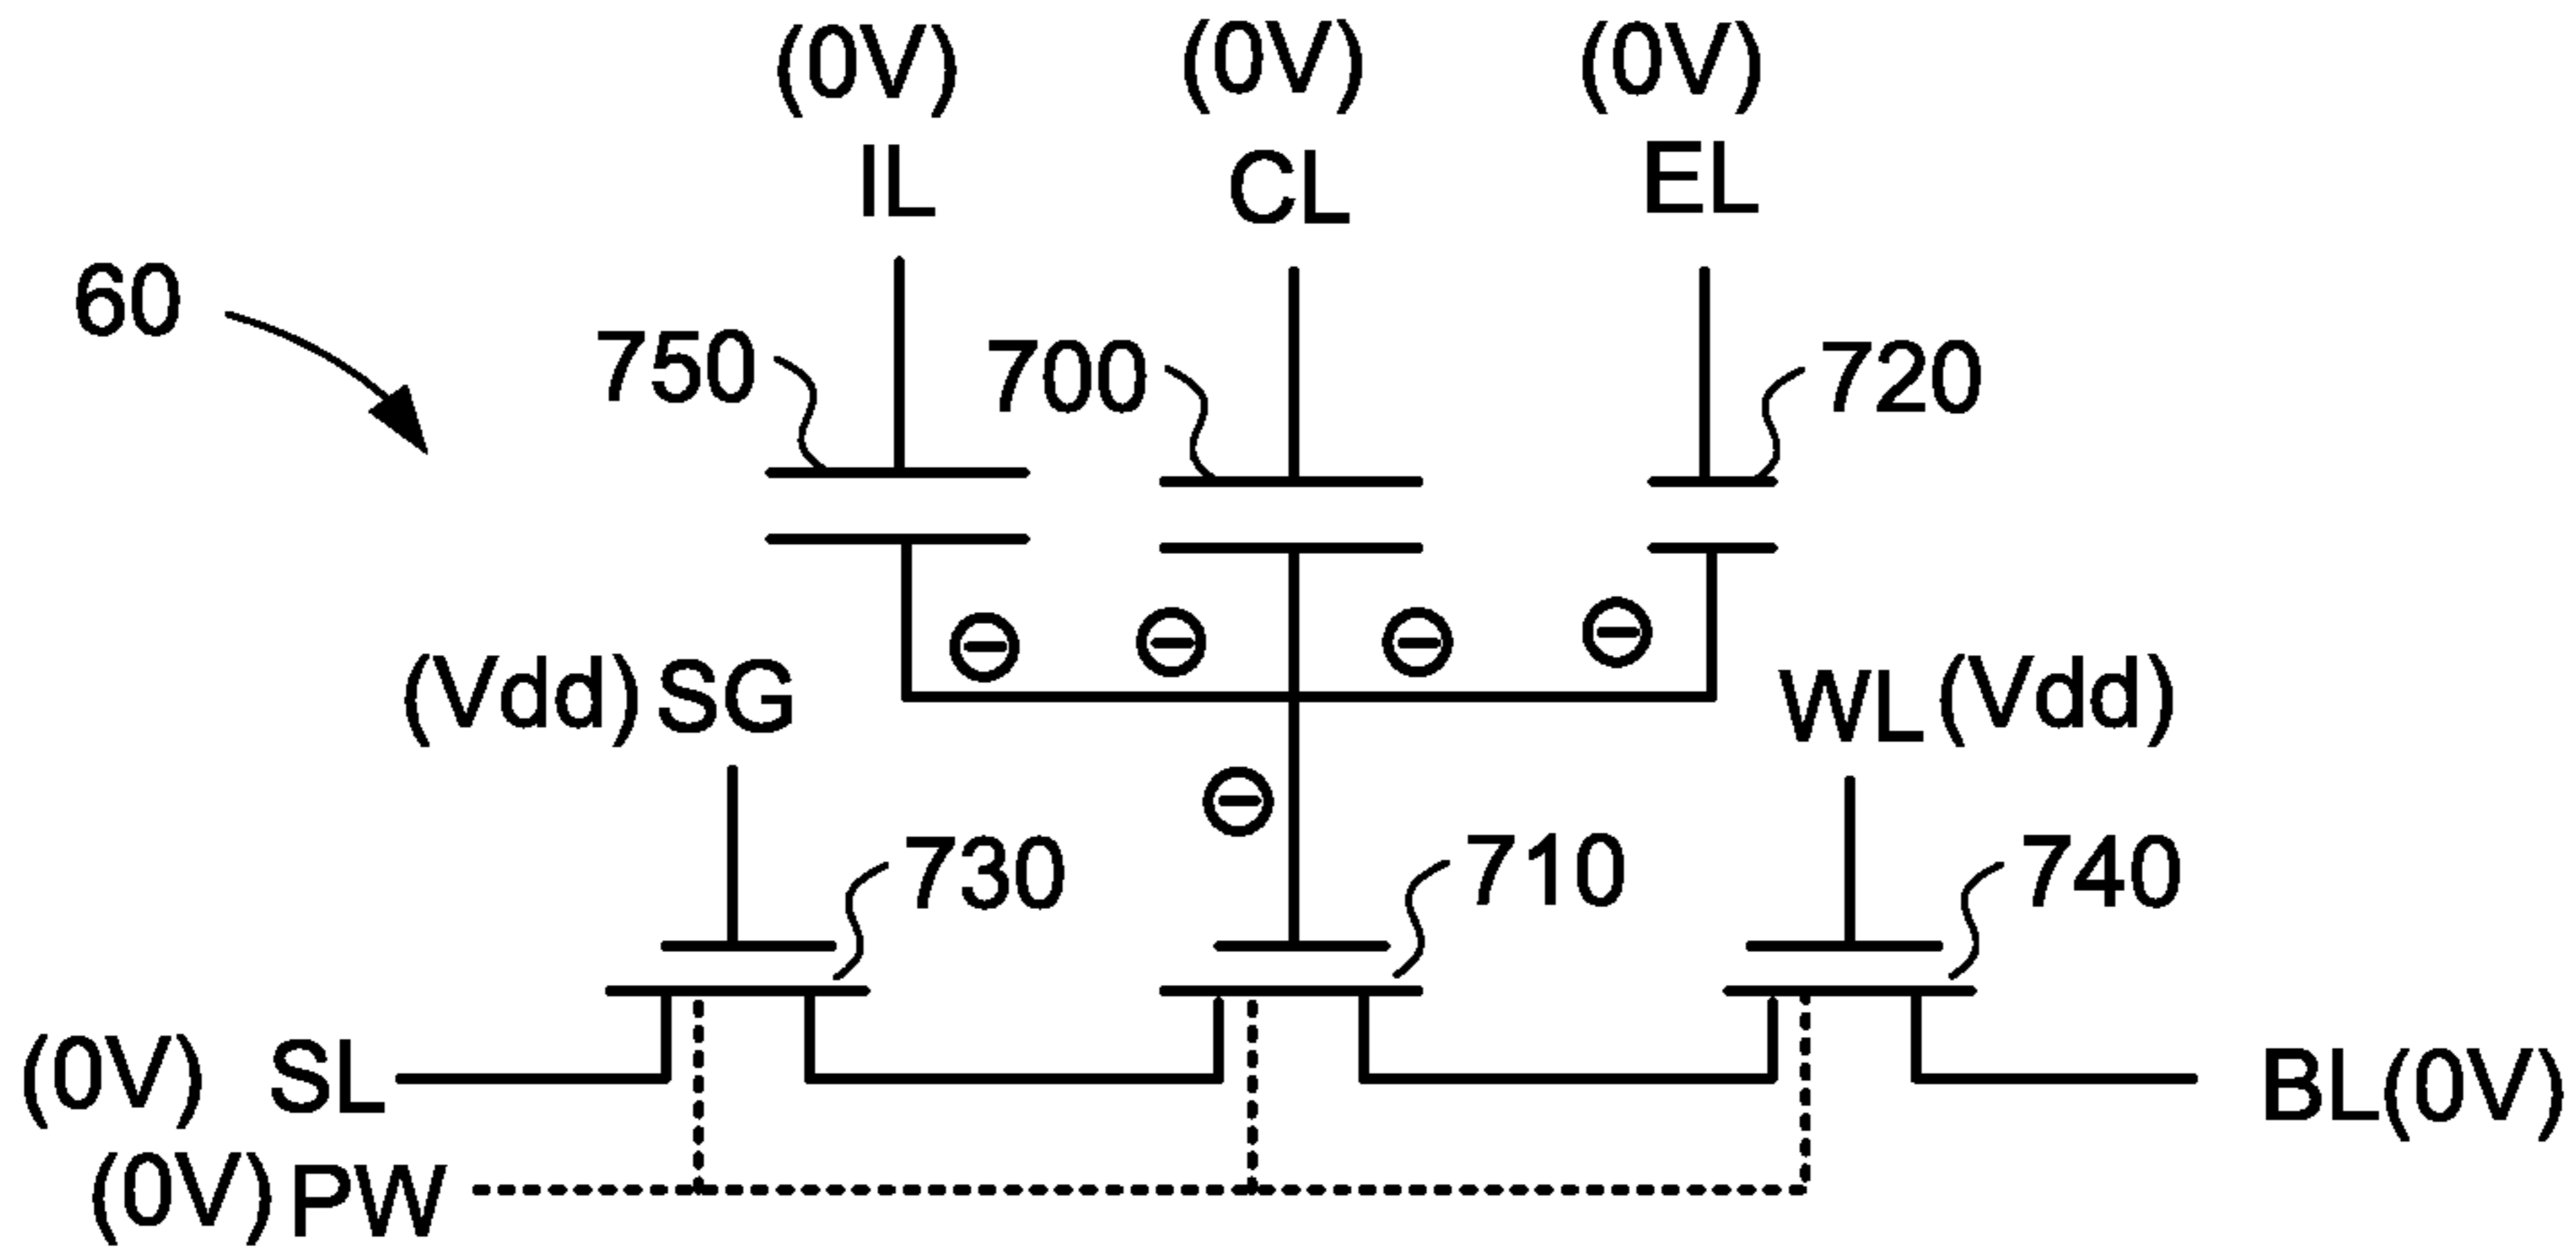 (0V) (0V) (0V)
IL CL EL
60
750 700 720
(Vdd) SG WL (Vdd)
730 710 740
(0V) SL BL(0V)
(0V) PW